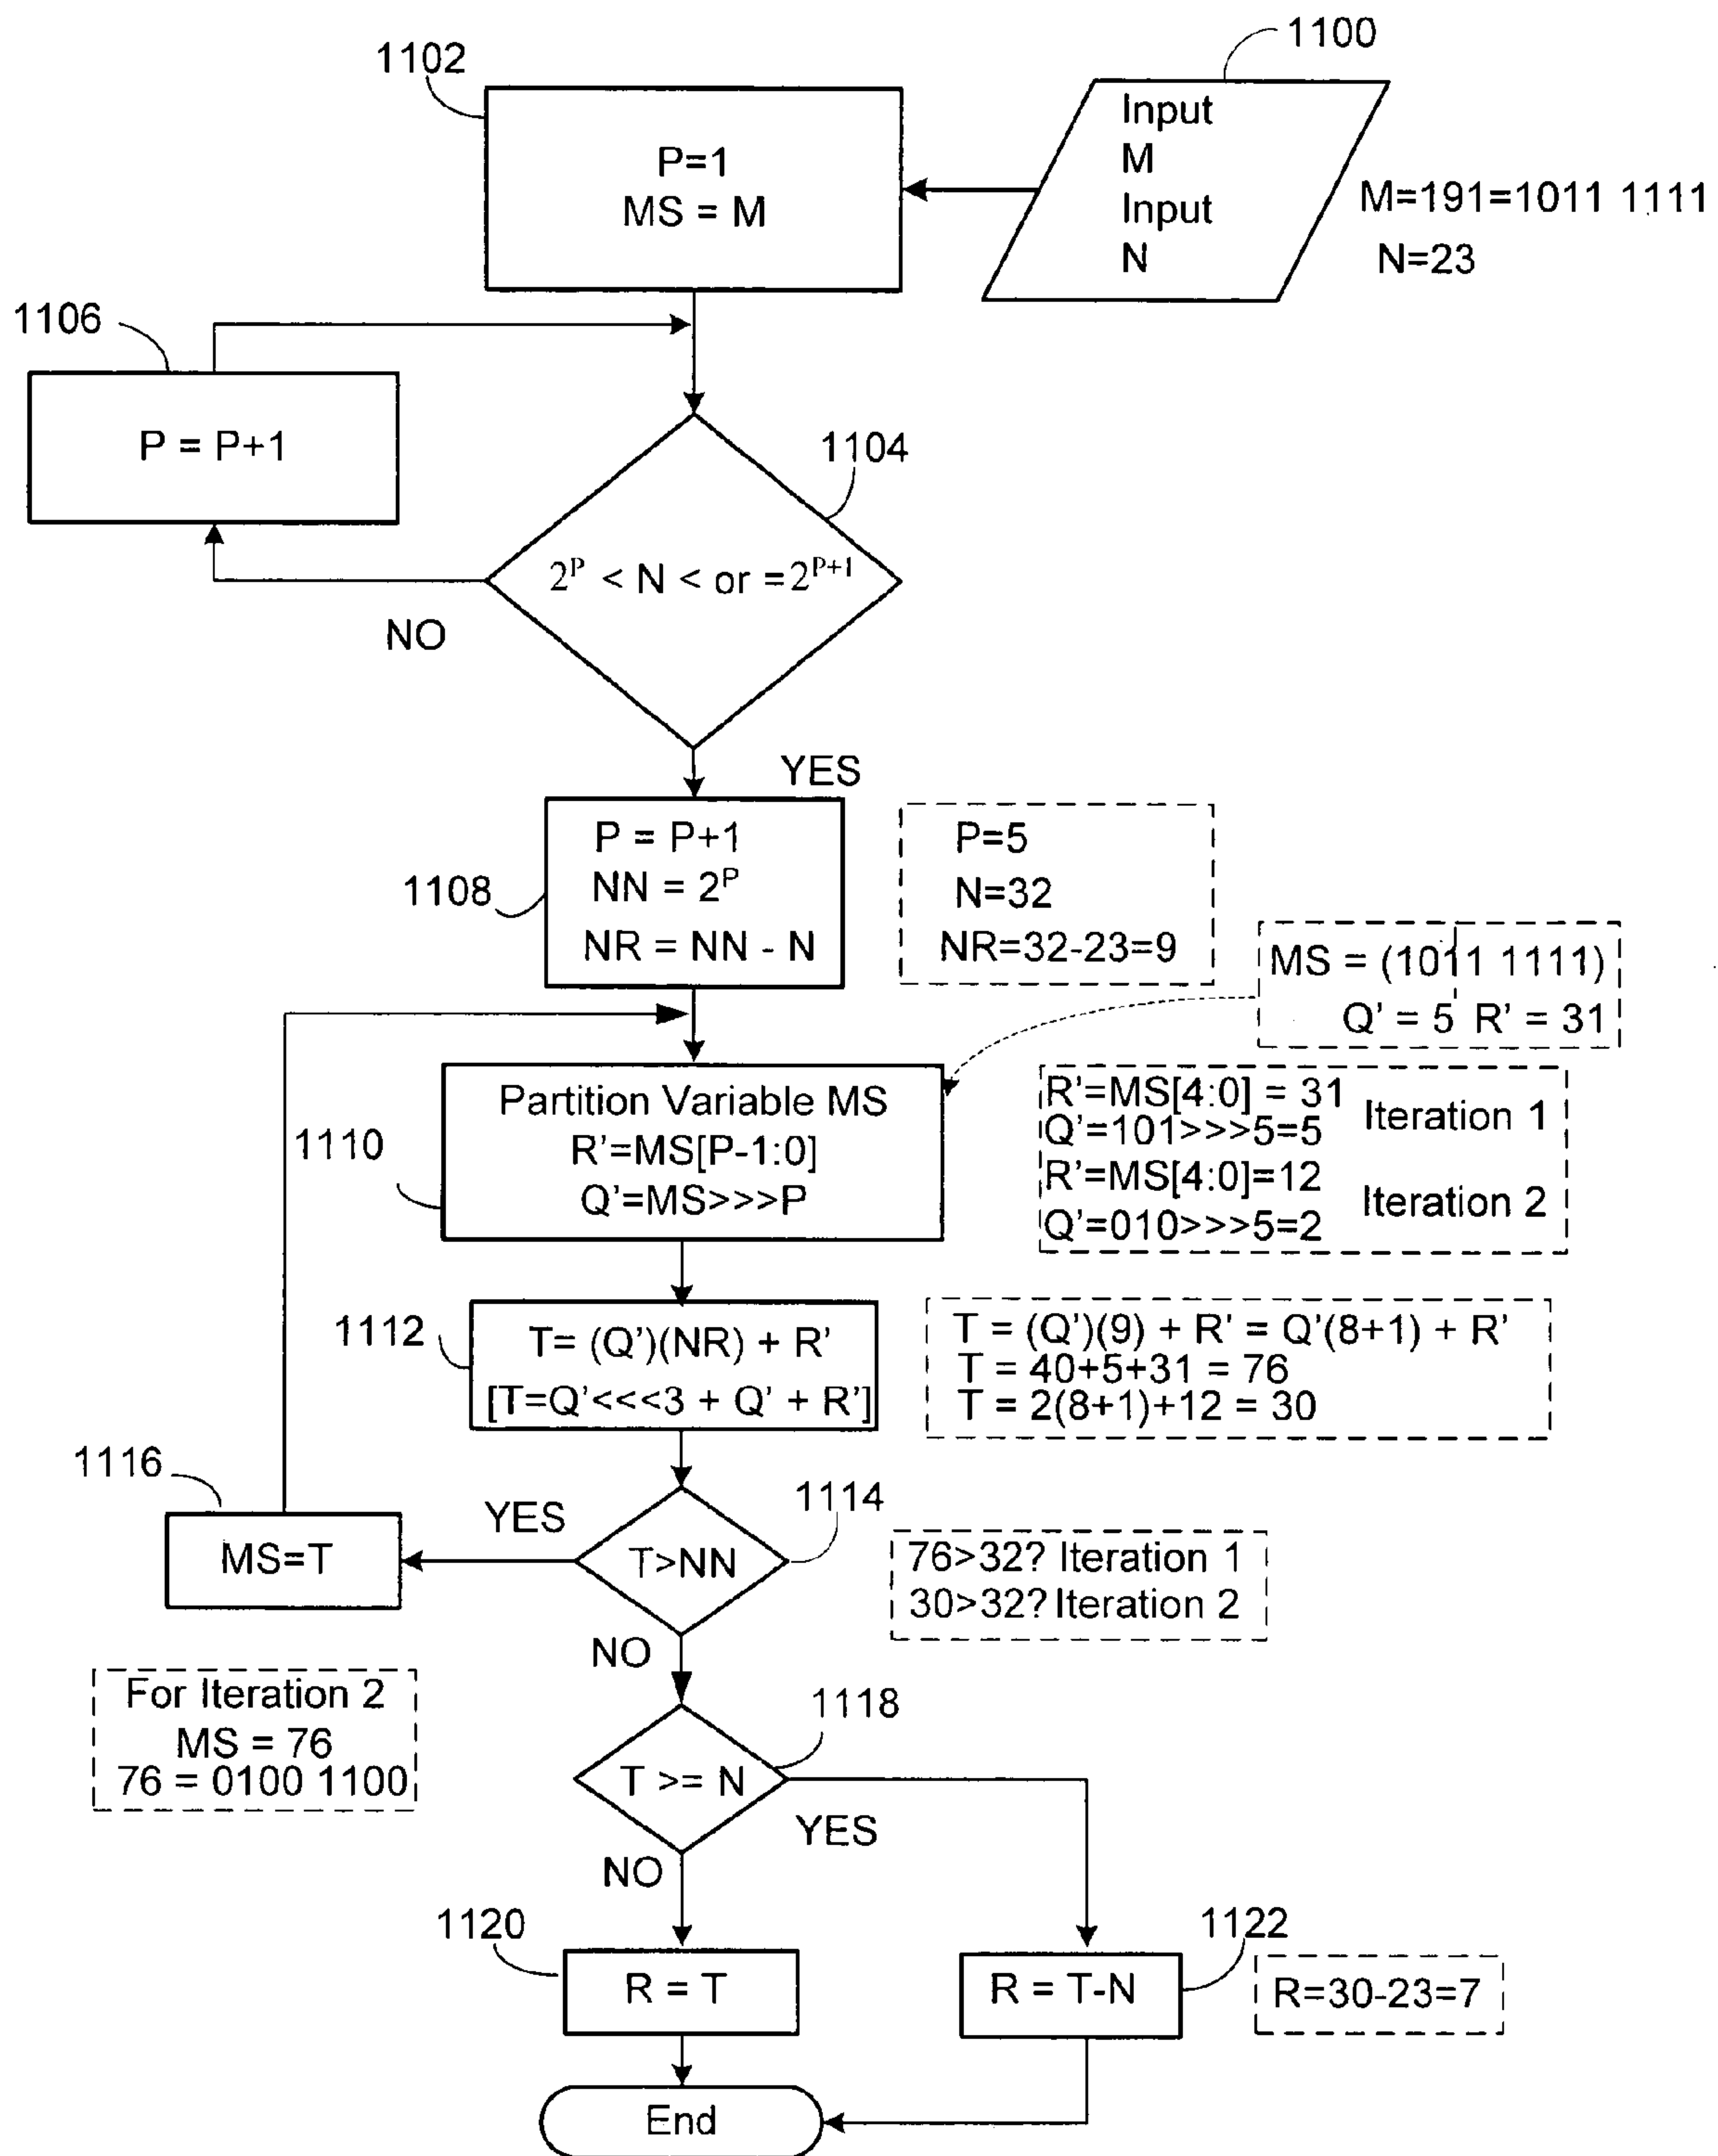 1100
1102
Input
M
Input
N
P=1
MS = M
M=191=1011 1111
N=23
1106
P = P+1
1104
2^P < N < or =2^P+1
NO
YES
P = P+1
NN = 2^P
NR = NN - N
1108
P=5
N=32
NR=32-23=9
MS = (1011 1111)
Q' = 5 R' = 31
Partition Variable MS
R'=MS[P-1:0]
Q'=MS>>>P
1110
R'=MS[4:0] = 31
Q'=101>>>5=5
Iteration 1
R'=MS[4:0]=12
Q'=010>>>5=2
Iteration 2
1112
T= (Q')(NR) + R'
[T=Q'<<<3 + Q' + R']
T = (Q')(9) + R' = Q'(8+1) + R'
T = 40+5+31 = 76
T = 2(8+1)+12 = 30
1116
MS=T
YES
1114
T>NN
76>32? Iteration 1
30>32? Iteration 2
NO
For Iteration 2
MS = 76
76 = 0100 1100
1118
T >= N
YES
NO
1120
R = T
1122
R = T-N
R=30-23=7
End